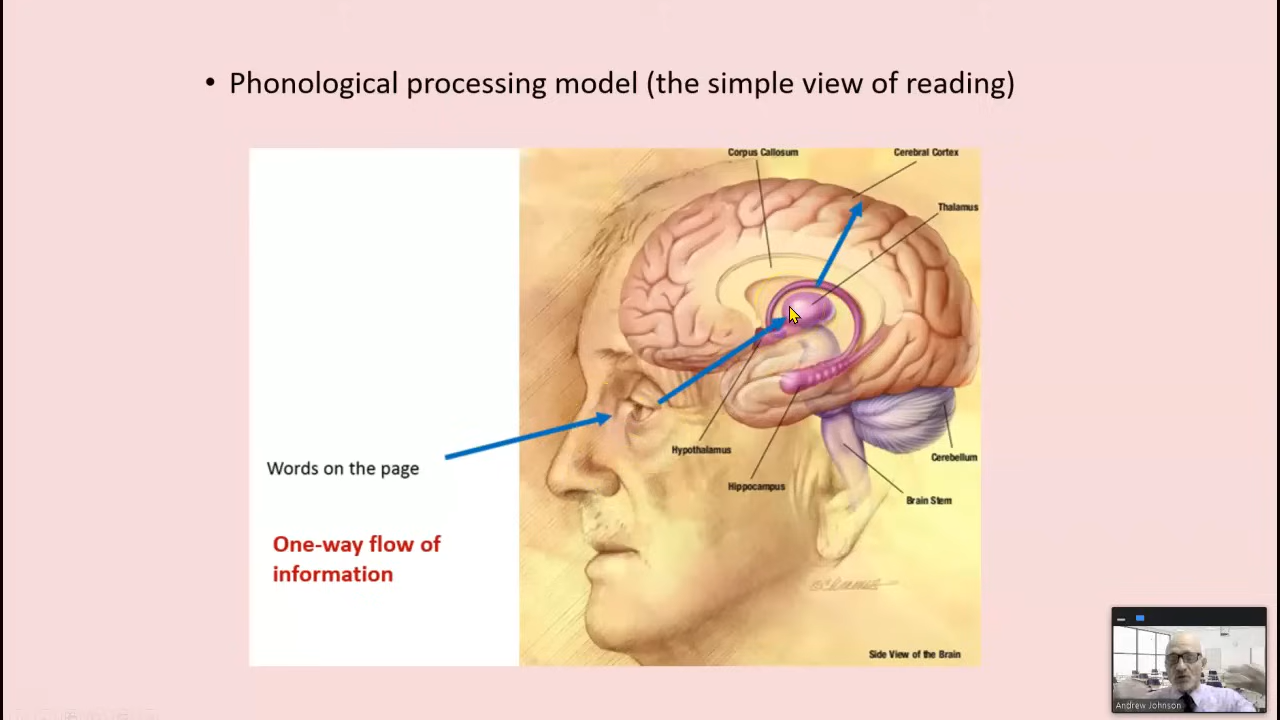 • Phonological processing model (the simple view of reading)
Corpus Callosum
Cerebral Cortex
Thalamus
Hypothalamus
Hippocampus
Cerebellum
Brain Stem
Words on the page
One-way flow of
information
Side View of the Brain
Andrew Johnson